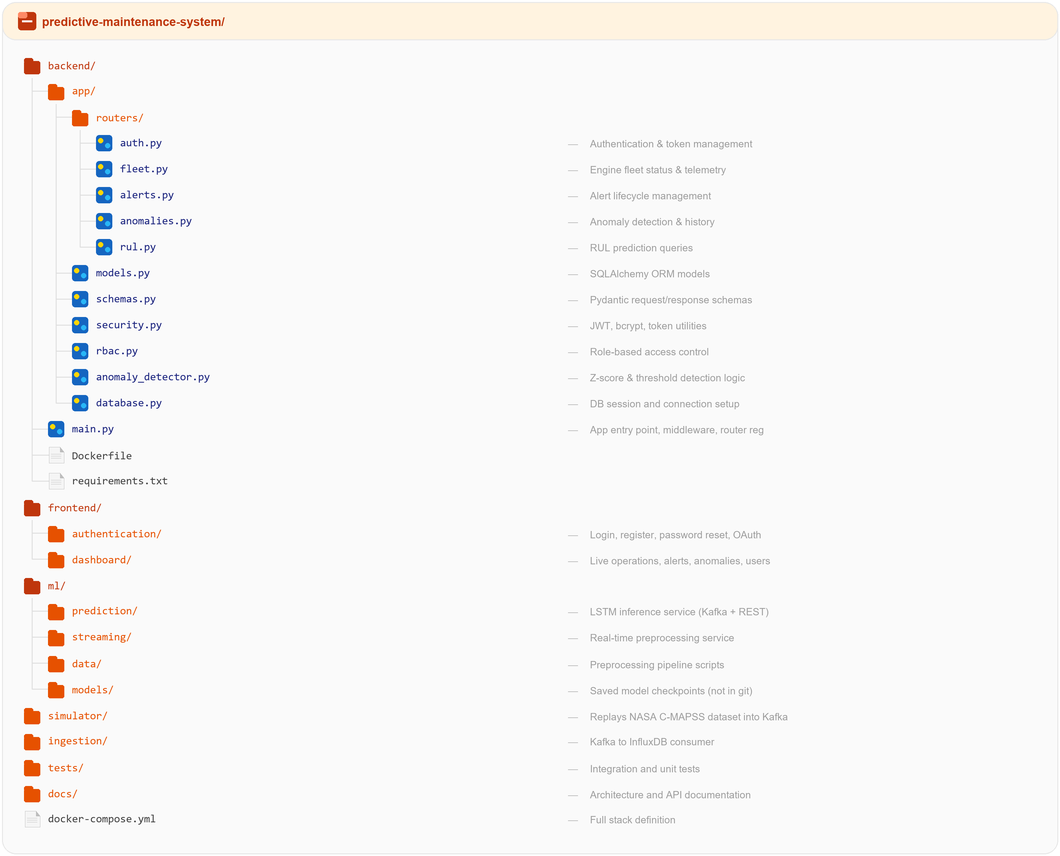 predictive-maintenance-system/
backend/
app/
routers/
auth.py — Authentication & token management
fleet.py — Engine fleet status & telemetry
alerts.py — Alert lifecycle management
anomalies.py — Anomaly detection & history
rul.py — RUL prediction queries
models.py — SQLAlchemy ORM models
schemas.py — Pydantic request/response schemas
security.py — JWT, bcrypt, token utilities
rbac.py — Role-based access control
anomaly_detector.py — Z-score & threshold detection logic
database.py — DB session and connection setup
main.py — App entry point, middleware, router reg
Dockerfile
requirements.txt
frontend/
authentication/ — Login, register, password reset, OAuth
dashboard/ — Live operations, alerts, anomalies, users
ml/
prediction/ — LSTM inference service (Kafka + REST)
streaming/ — Real-time preprocessing service
data/ — Preprocessing pipeline scripts
models/ — Saved model checkpoints (not in git)
simulator/ — Replays NASA C-MAPSS dataset into Kafka
ingestion/ — Kafka to InfluxDB consumer
tests/ — Integration and unit tests
docs/ — Architecture and API documentation
docker-compose.yml — Full stack definition